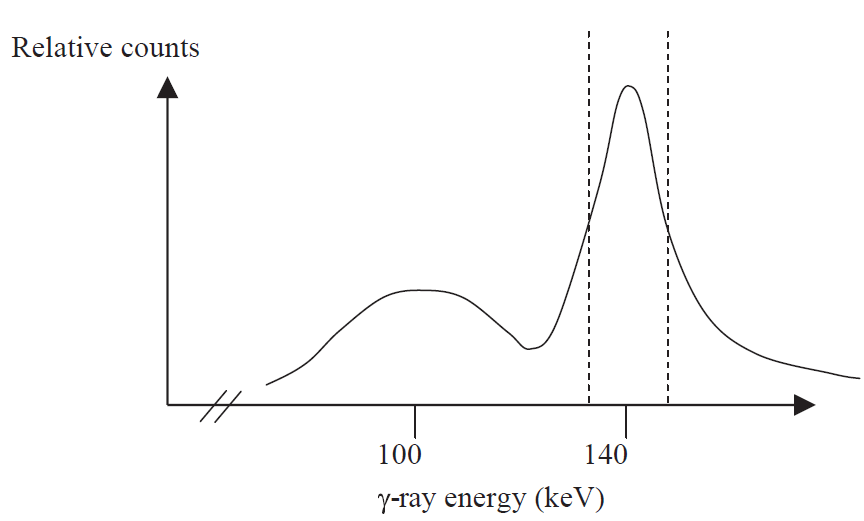 Relative counts
100
140
γ-ray energy (keV)